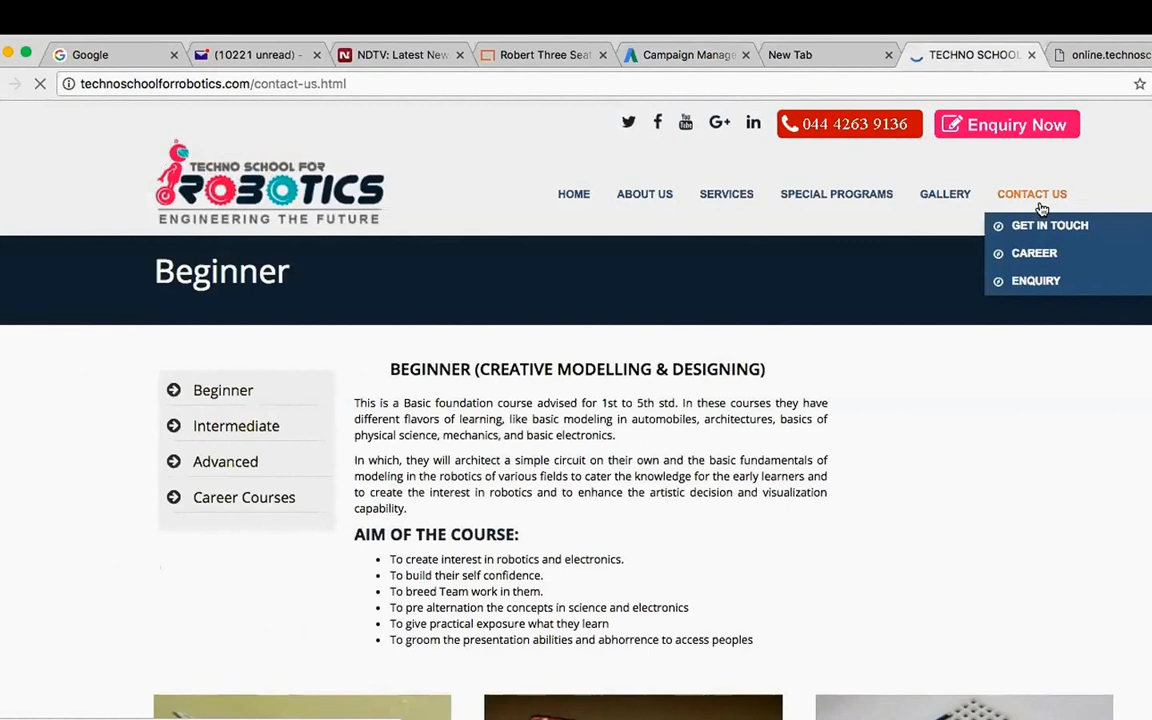 Google
(10221 unread) -
NDTV: Latest New
Robert Three Seat
Campaign Manage
New Tab
TECHNO SCHOOL
online.technosc
technoschoolforrobotics.com/contact-us.html
044 4263 9136
Enquiry Now
TECHNO SCHOOL FOR
ROBOTICS
ENGINEERING THE FUTURE
HOME
ABOUT US
SERVICES
SPECIAL PROGRAMS
GALLERY
CONTACT US
GET IN TOUCH
CAREER
ENQUIRY
Beginner
Beginner
Intermediate
Advanced
Career Courses
BEGINNER (CREATIVE MODELLING & DESIGNING)
This is a Basic foundation course advised for 1st to 5th std. In these courses they have
different flavors of learning, like basic modeling in automobiles, architectures, basics of
physical science, mechanics, and basic electronics.
In which, they will architect a simple circuit on their own and the basic fundamentals of
modeling in the robotics of various fields to cater the knowledge for the early learners and
to create the interest in robotics and to enhance the artistic decision and visualization
capability.
AIM OF THE COURSE:
To create interest in robotics and electronics.
To build their self confidence.
To breed Team work in them.
To pre alternation the concepts in science and electronics
To give practical exposure what they learn
To groom the presentation abilities and abhorrence to access peoples